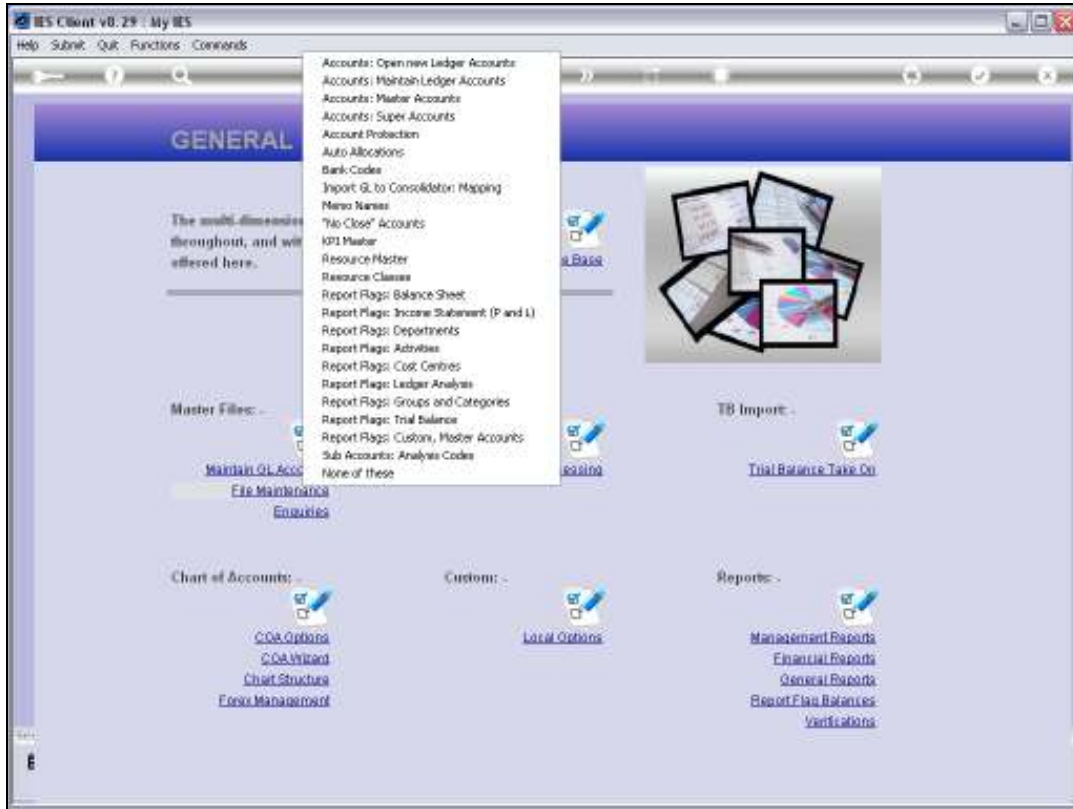 IES Client v8.29 : My IES
Help Submit Quit Functions Commands
GENERAL
Accounts: Open new Ledger Accounts
Accounts: Maintain Ledger Accounts
Accounts: Master Accounts
Accounts: Super Accounts
Account Protection
Auto Allocations
Bank Codes
Import GL to Consolidator: Mapping
Memo Names
"No Close" Accounts
KPI Master
Resource Master
Resource Classes
Report Flags: Balance Sheet
Report Flags: Income Statement (P and L)
Report Flags: Departments
Report Flags: Activities
Report Flags: Cost Centres
Report Flags: Ledger Analysis
Report Flags: Groups and Categories
Report Flags: Trial Balance
Report Flags: Custom, Master Accounts
Sub Accounts: Analysis Codes
None of these
The multi-dimension
throughout, and wit
offered here.
e Base
Master Files: -
Maintain GL Acco
File Maintenance
Enquiries
essing
TB Import: -
Trial Balance Take On
Chart of Accounts: -
COA Options
COA Wizard
Chart Structure
Forex Management
Custom: -
Local Options
Reports: -
Management Reports
Financial Reports
General Reports
Report Flag Balances
Verifications